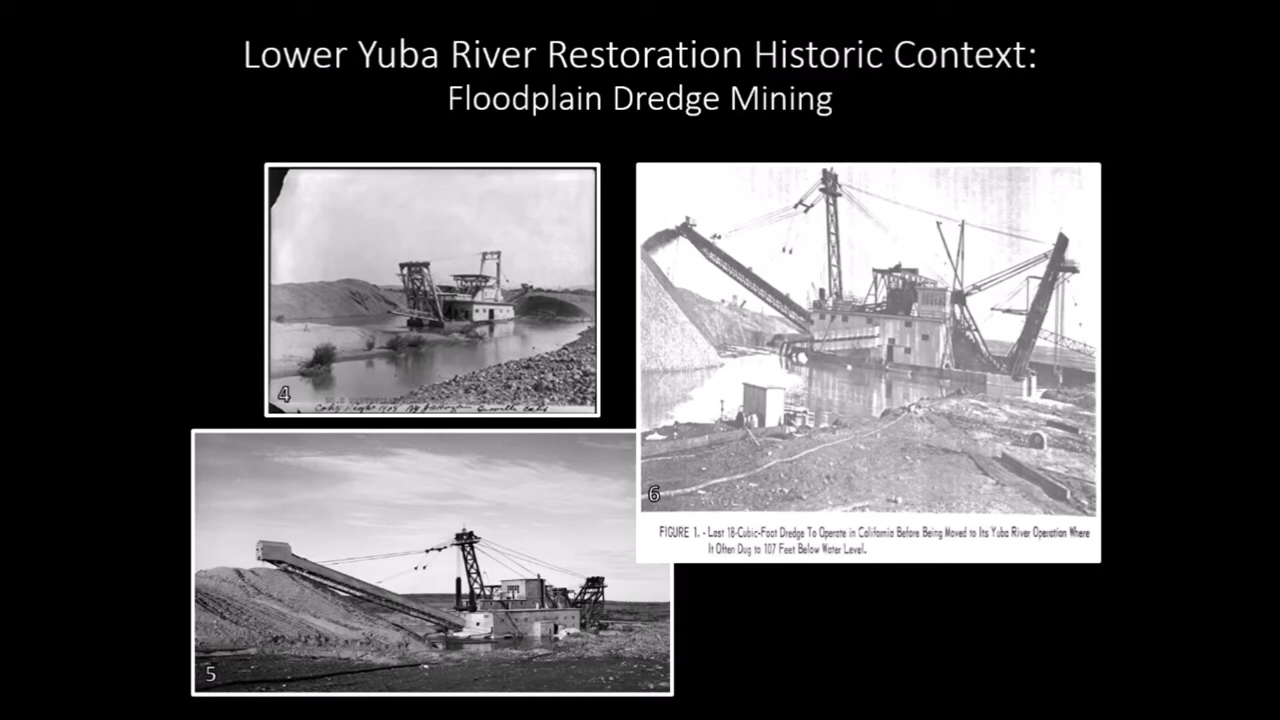 Lower Yuba River Restoration Historic Context:
Floodplain Dredge Mining
4
5
6
FIGURE 1. - Last 18-Cubic-Foot Dredge To Operate in California Before Being Moved to Its Yuba River Operation Where
It Often Dug to 107 Feet Below Water Level.